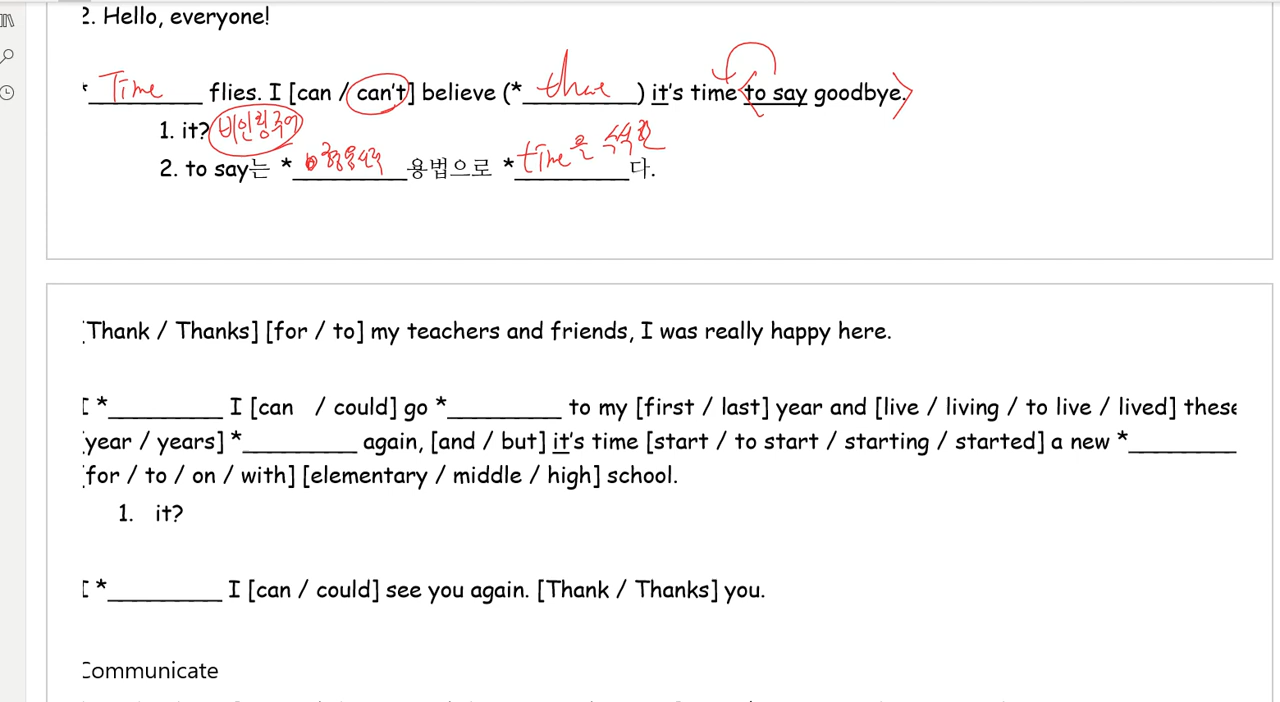 2. Hello, everyone!
* Time flies. I [can / can't] believe (* that ) it's time to say goodbye.
1. it? 비인칭주어
2. to say는 * 용법으로 * time을 수식한 다.
[Thank / Thanks] [for / to] my teachers and friends, I was really happy here.
I *_________ I [can / could] go *_________ to my [first / last] year and [live / living / to live / lived] these
[year / years] *_________ again, [and / but] it's time [start / to start / starting / started] a new *_________
[for / to / on / with] [elementary / middle / high] school.
1. it?
I *_________ I [can / could] see you again. [Thank / Thanks] you.
Communicate